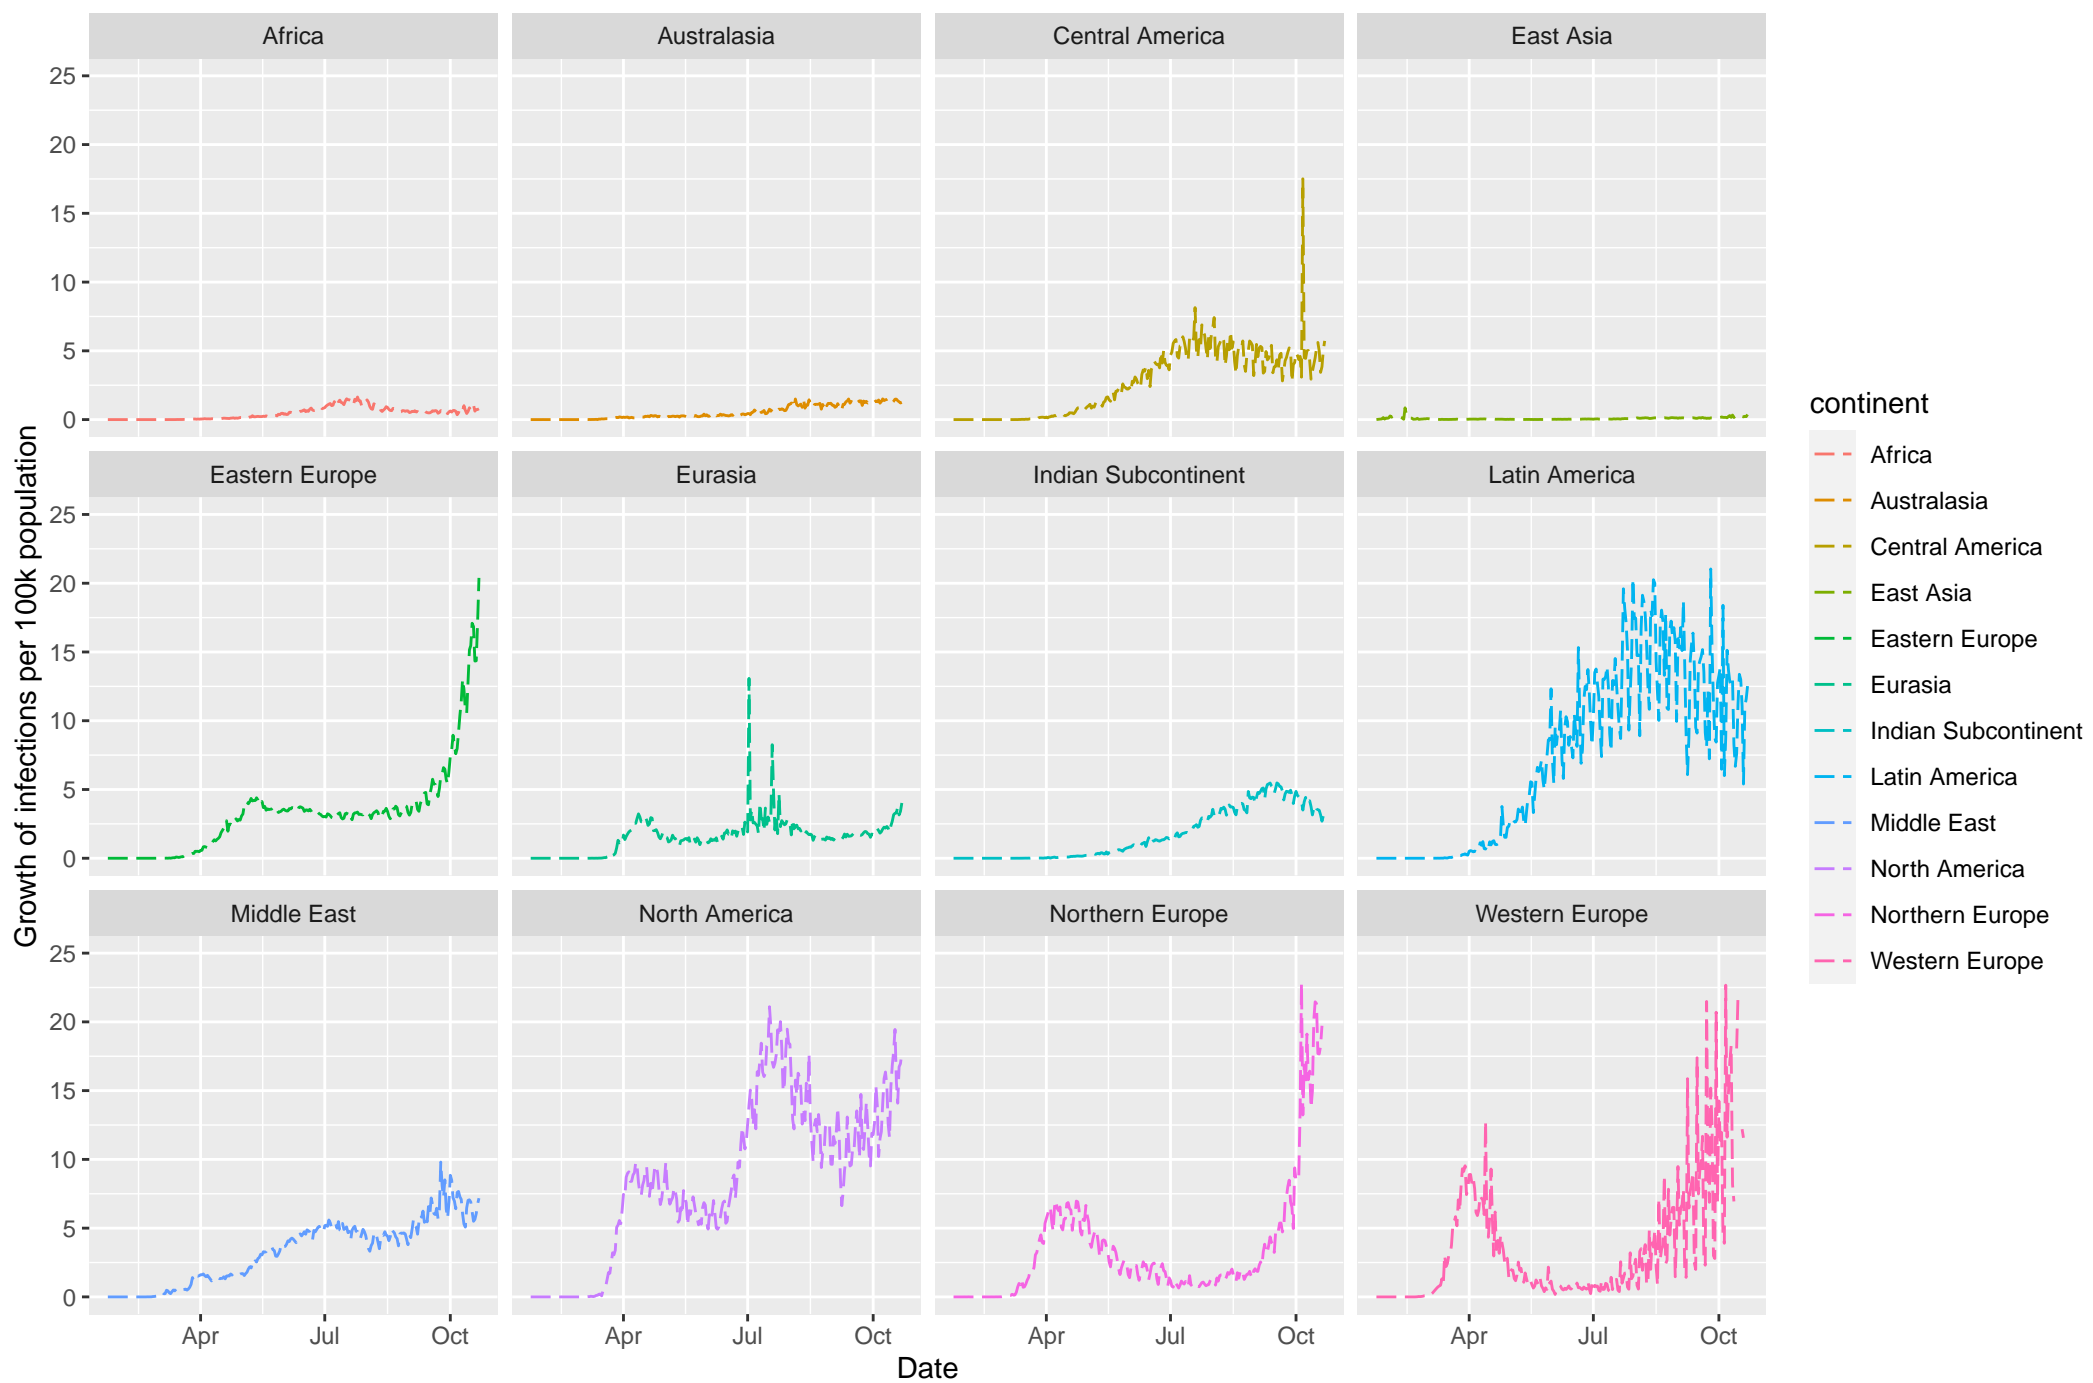 Africa Australasia Central America East Asia
25
20
15
10
5
0
Eastern Europe Eurasia Indian Subcontinent Latin America
25
20
15
10
5
0
Middle East North America Northern Europe Western Europe
25
20
15
10
5
0
Apr Jul Oct Apr Jul Oct Apr Jul Oct Apr Jul Oct
Date
Growth of infections per 100k population
continent
Africa
Australasia
Central America
East Asia
Eastern Europe
Eurasia
Indian Subcontinent
Latin America
Middle East
North America
Northern Europe
Western Europe